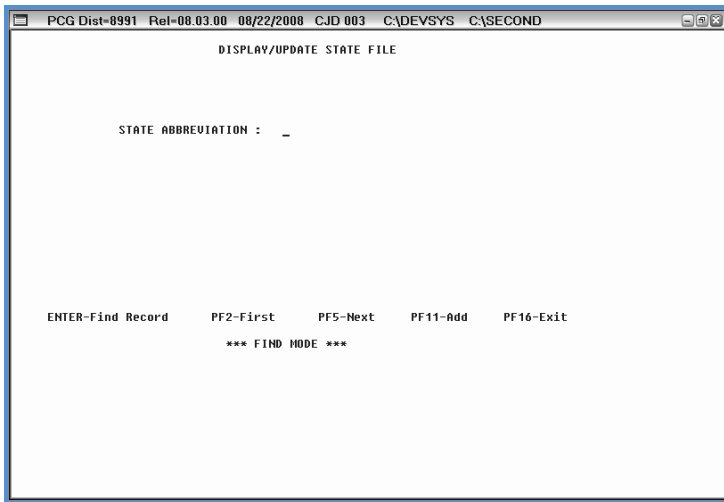 PCG Dist=8991 Rel=08.03.00 08/22/2008 CJD 003 C:\DEVSYS C:\SECOND
DISPLAY/UPDATE STATE FILE
STATE ABBREVIATION : _
ENTER-Find Record PF2-First PF5-Next PF11-Add PF16-Exit
*** FIND MODE ***